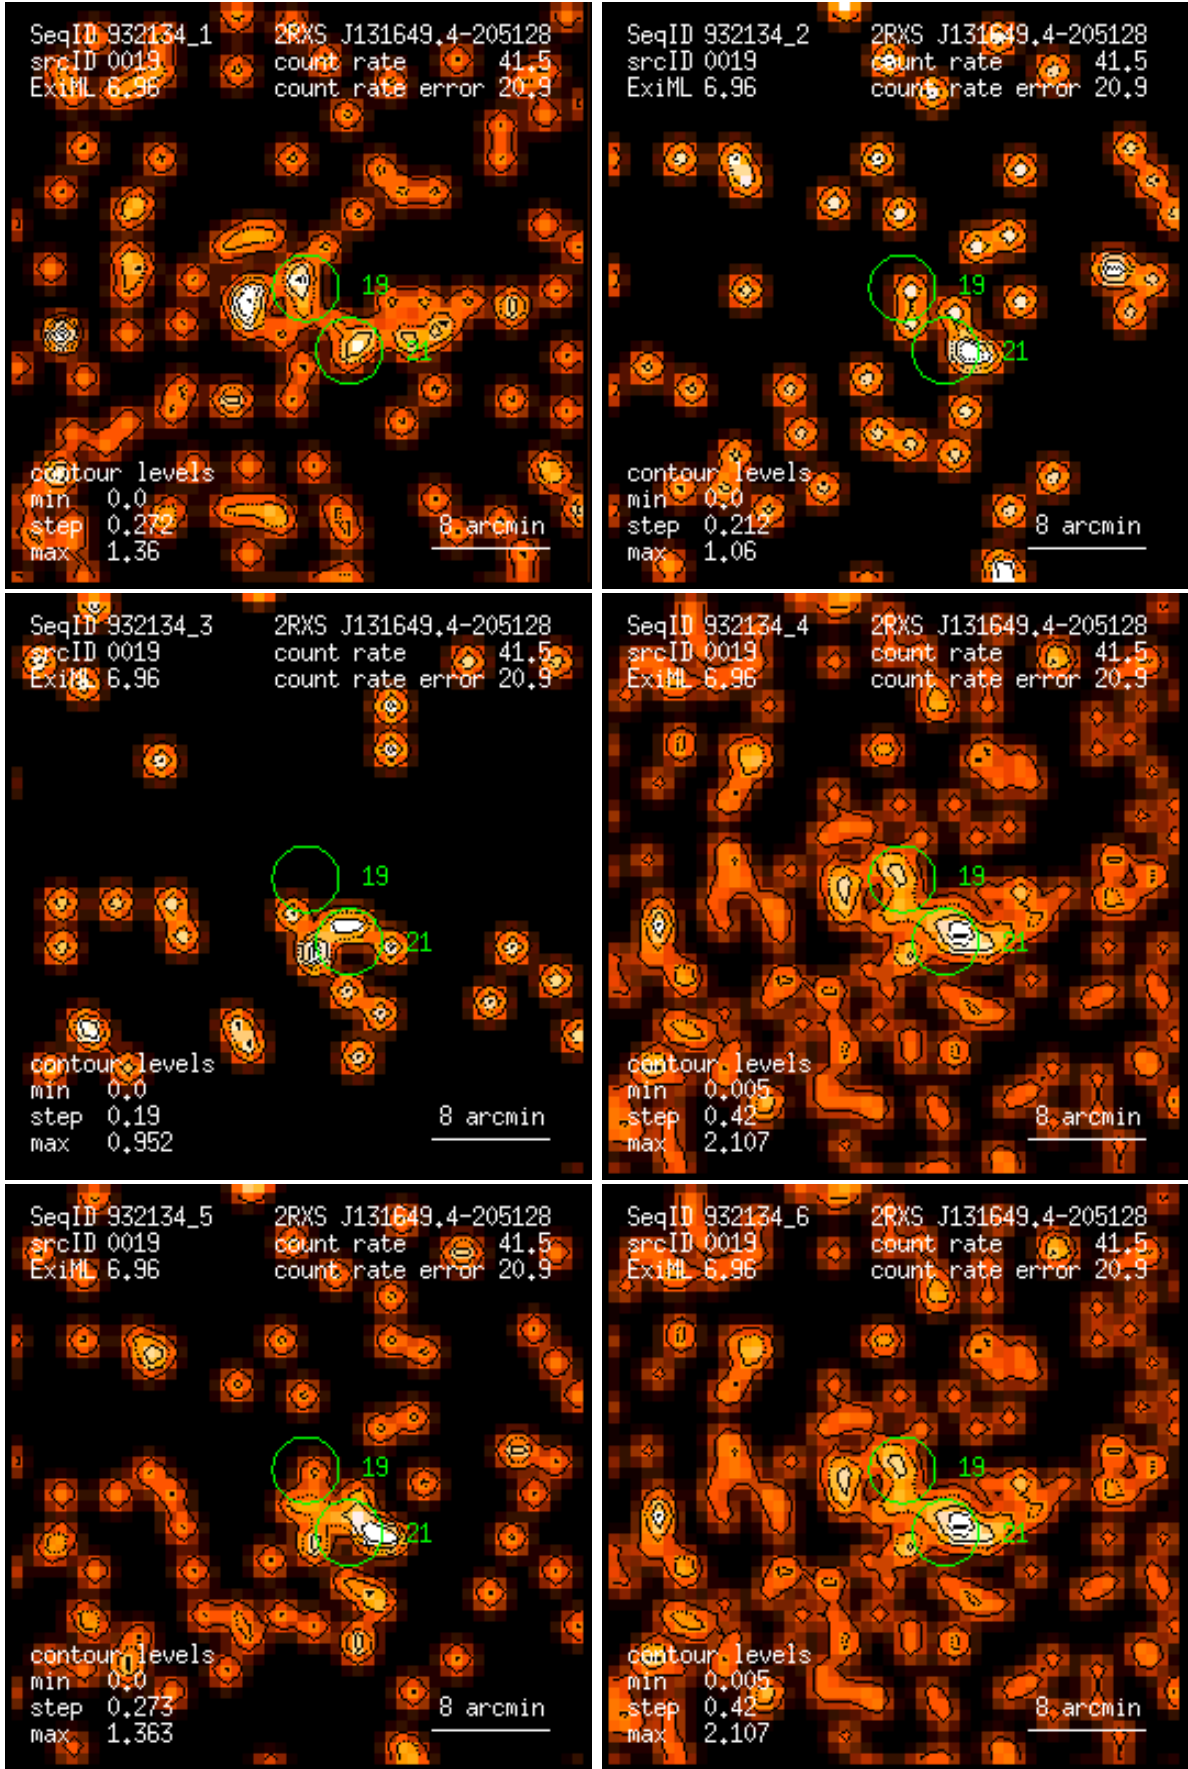 SeqID 932134_1 2RXS J131649.4-205128
srcID 0019 count rate 41.5
ExiML 6.96 count rate error 20.9
19
21
contour levels
min 0.0
step 0.272 8 arcmin
max 1.36
SeqID 932134_2 2RXS J131649.4-205128
srcID 0019 count rate 41.5
ExiML 6.96 count rate error 20.9
19
21
contour levels
min 0.0
step 0.212 8 arcmin
max 1.06
SeqID 932134_3 2RXS J131649.4-205128
srcID 0019 count rate 41.5
ExiML 6.96 count rate error 20.9
19
21
contour levels
min 0.0
step 0.19 8 arcmin
max 0.952
SeqID 932134_4 2RXS J131649.4-205128
srcID 0019 count rate 41.5
ExiML 6.96 count rate error 20.9
19
21
contour levels
min 0.005
step 0.42 8 arcmin
max 2.107
SeqID 932134_5 2RXS J131649.4-205128
srcID 0019 count rate 41.5
ExiML 6.96 count rate error 20.9
19
21
contour levels
min 0.0
step 0.273 8 arcmin
max 1.363
SeqID 932134_6 2RXS J131649.4-205128
srcID 0019 count rate 41.5
ExiML 6.96 count rate error 20.9
19
21
contour levels
min 0.005
step 0.42 8 arcmin
max 2.107